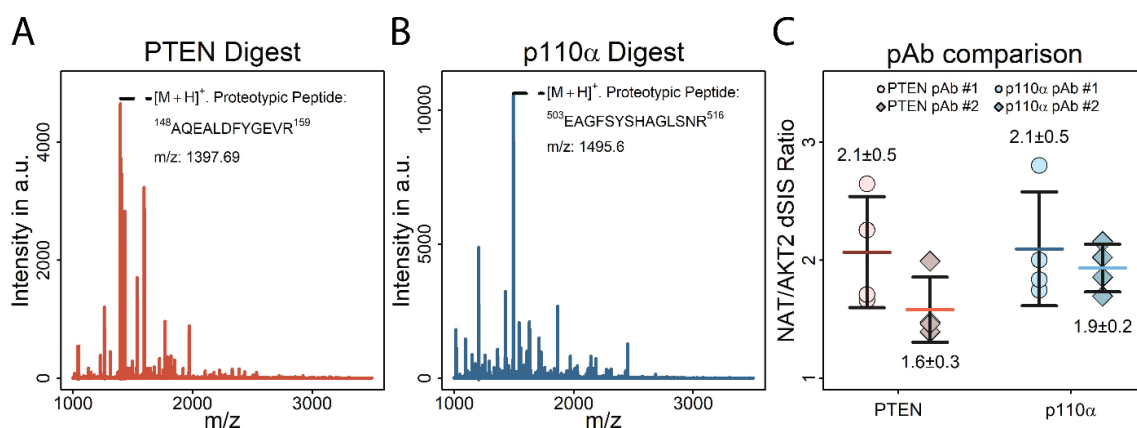 A
PTEN Digest
[M + H]⁺. Proteotypic Peptide:
¹⁴⁸AQEALDFYGEVR¹⁵⁹
m/z: 1397.69
Intensity in a.u.
4000
2000
0
1000
2000
3000
m/z
B
p110α Digest
[M + H]⁺. Proteotypic Peptide:
⁵⁰³EAGFSYSHAGLSNR⁵¹⁶
m/z: 1495.6
Intensity in a.u.
10000
5000
0
1000
2000
3000
m/z
C
pAb comparison
PTEN pAb #1 p110α pAb #1
PTEN pAb #2 p110α pAb #2
NAT/AKT2 dSIS Ratio
3
2
1
2.1±0.5
2.1±0.5
1.6±0.3
1.9±0.2
PTEN
p110α